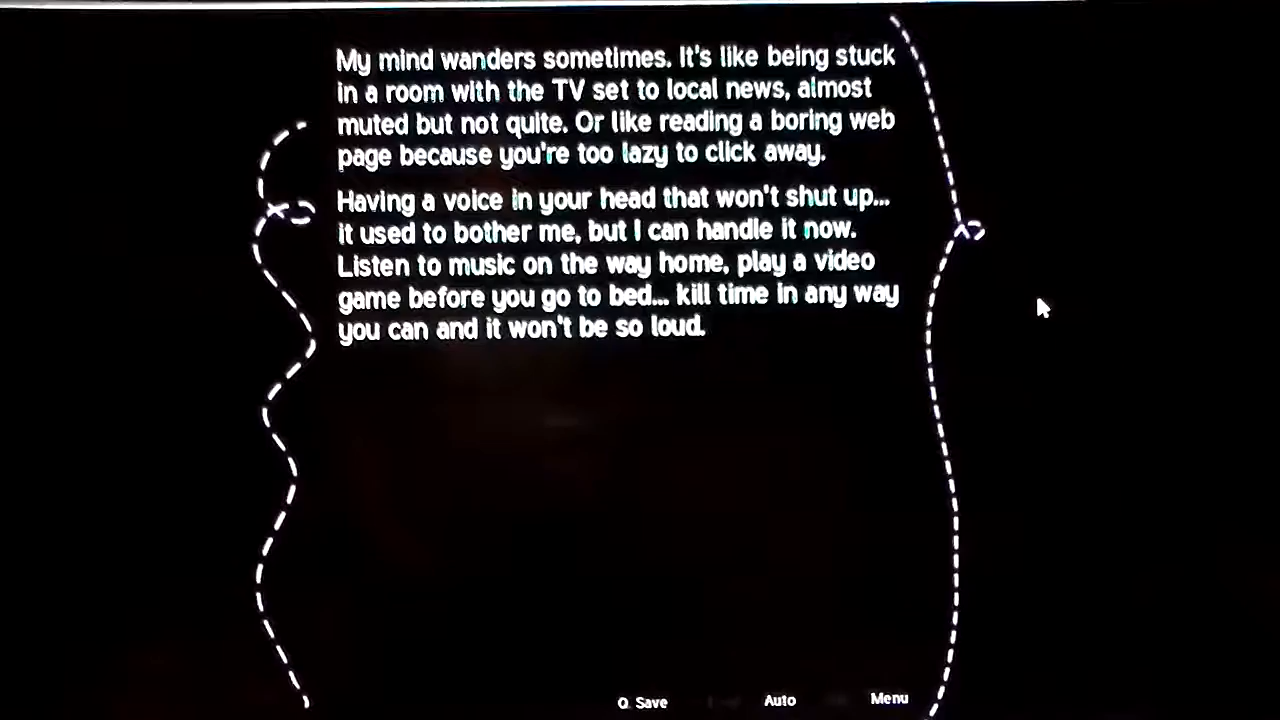 My mind wanders sometimes. It's like being stuck
in a room with the TV set to local news, almost
muted but not quite. Or like reading a boring web
page because you're too lazy to click away.
Having a voice in your head that won't shut up...
it used to bother me, but I can handle it now.
Listen to music on the way home, play a video
game before you go to bed... kill time in any way
you can and it won't be so loud.
Q. Save Auto Menu